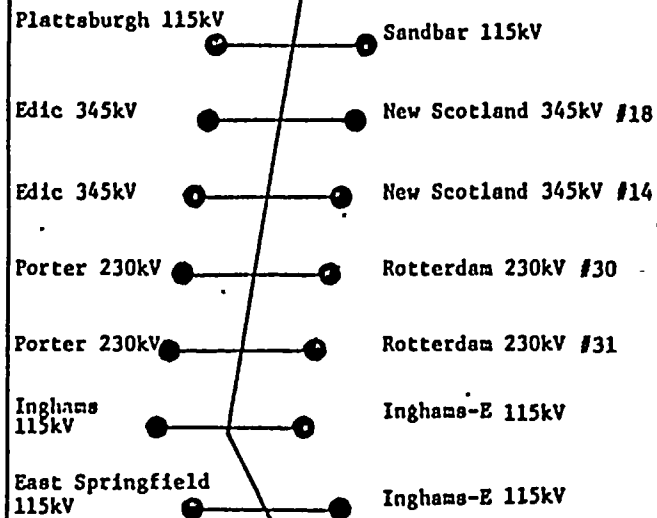 Plattsburgh 115kV
Sandbar 115kV
Edic 345kV
New Scotland 345kV #18
Edic 345kV
New Scotland 345kV #14
Porter 230kV
Rotterdam 230kV #30
Porter 230kV
Rotterdam 230kV #31
Inghams
115kV
Inghams-E 115kV
East Springfield
115kV
Inghams-E 115kV